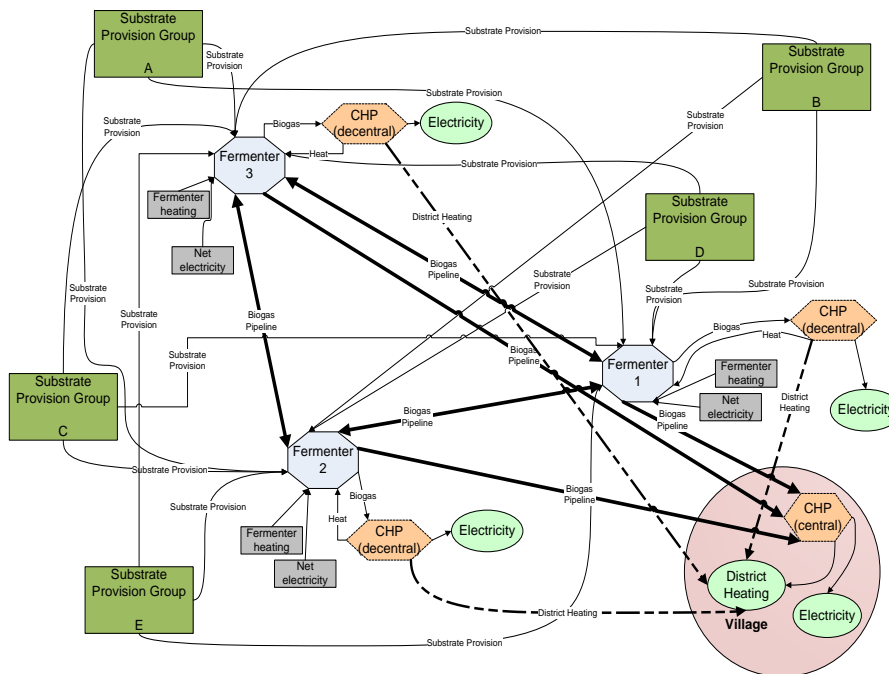 Substrate
Provision Group
A
Substrate
Provision
Substrate Provision
Substrate
Provision Group
B
Substrate Provision
Substrate
Provision
Substrate
Provision
Biogas
CHP
(decentral)
Electricity
Heat
Fermenter
3
Substrate Provision
Fermenter
heating
Net
electricity
District Heating
Substrate
Provision Group
D
Biogas
Pipeline
Substrate
Provision
Substrate
Provision
Substrate Provision
Biogas
Pipeline
Substrate
Provision
Biogas
Pipeline
Substrate
Provision
Biogas
Heat
CHP
(decentral)
Fermenter
1
Fermenter
heating
Net
electricity
District
Heating
Electricity
Substrate
Provision Group
C
Biogas
Pipeline
Biogas
Pipeline
Fermenter
2
Substrate Provision
Biogas
Pipeline
Biogas
Substrate Provision
Heat
Fermenter
heating
Net
electricity
CHP
(decentral)
Electricity
CHP
(central)
District
Heating
Electricity
Village
Substrate
Provision Group
E
District Heating
Substrate Provision